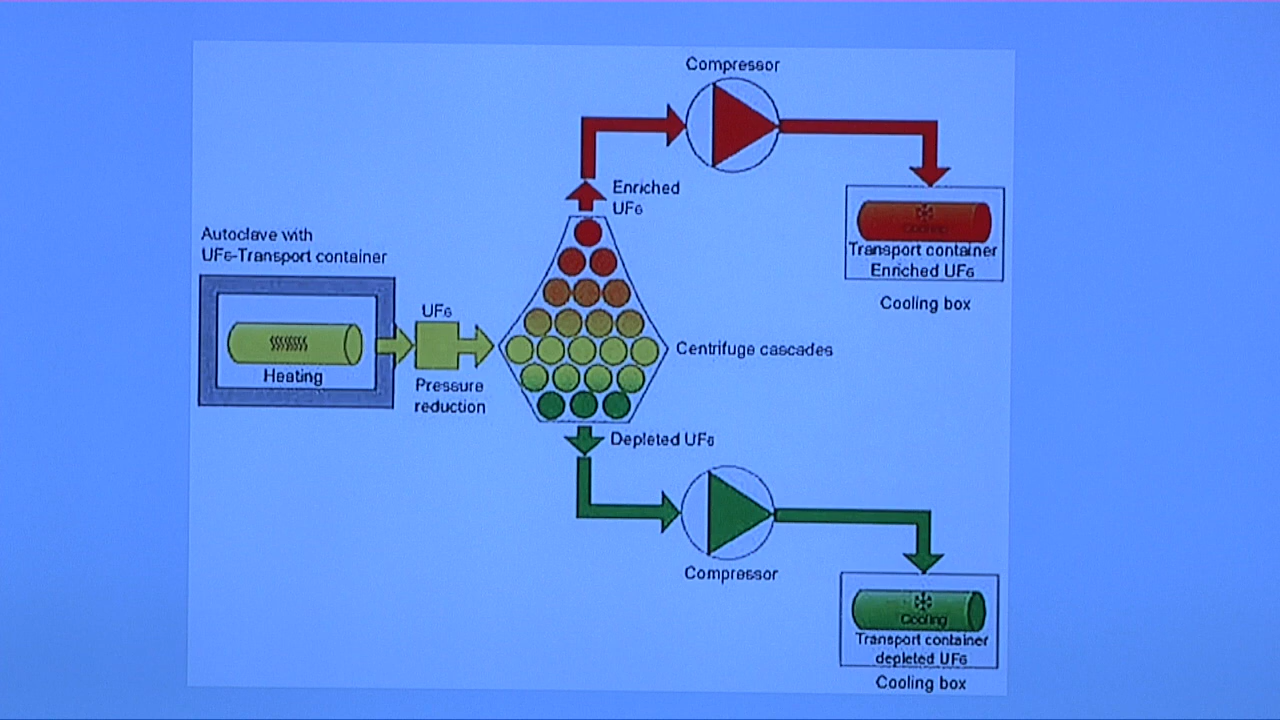 Compressor
Enriched
UF6
Autoclave with
UF6-Transport container
Cooling
Transport container
Enriched UF6
Cooling box
UF6
Heating
Pressure
reduction
Centrifuge cascades
Depleted UF6
Compressor
Cooling
Transport container
depleted UF6
Cooling box